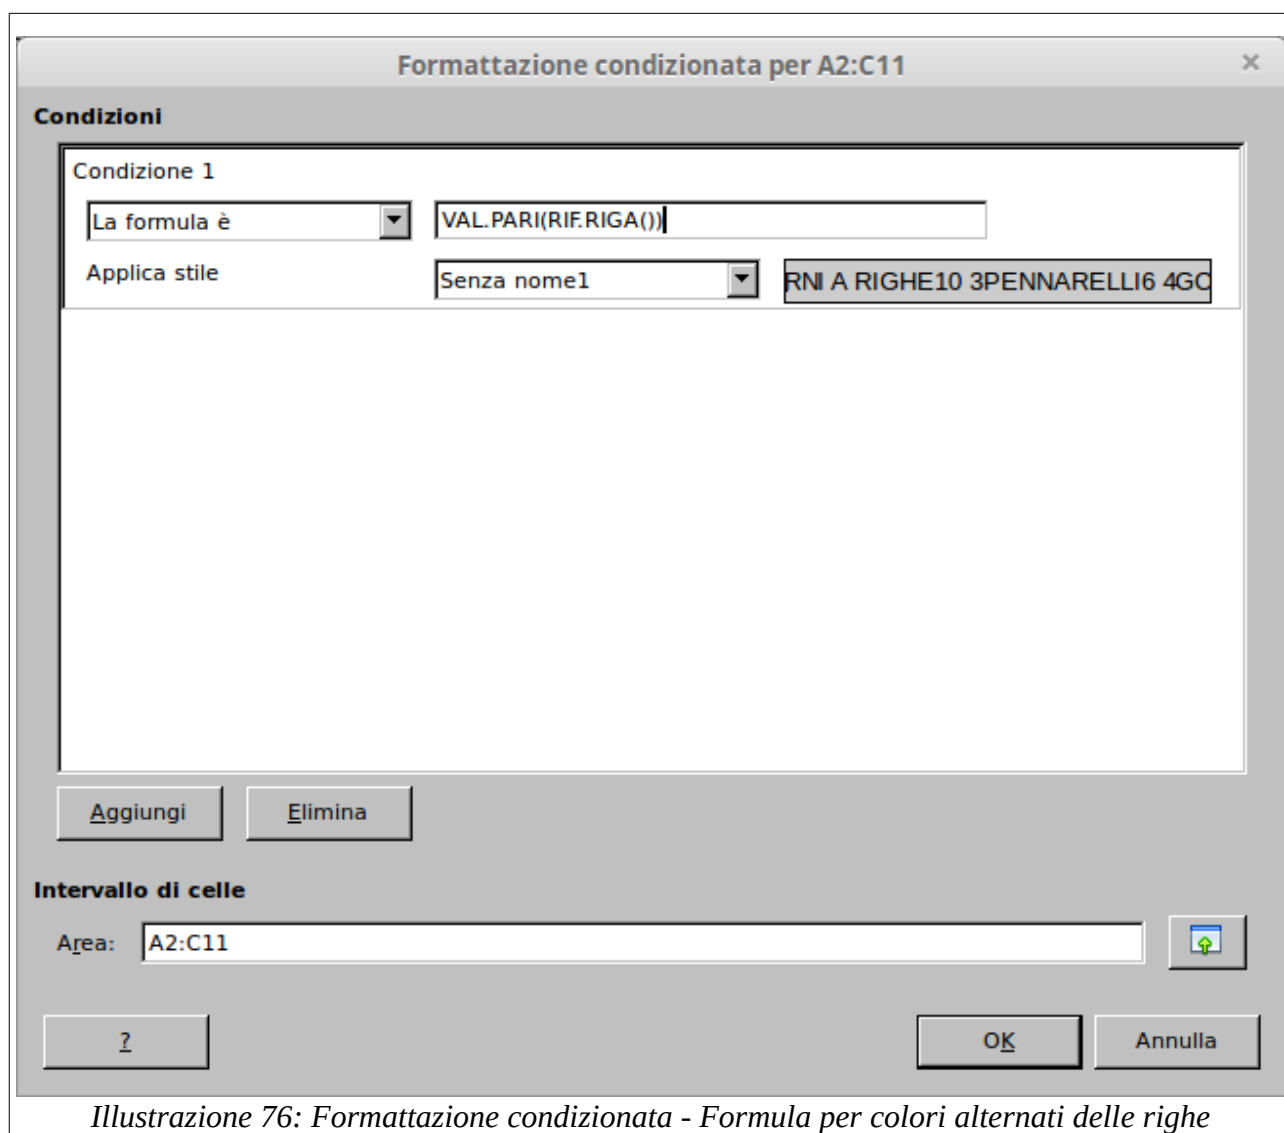 Formattazione condizionata per A2:C11
Condizioni
Condizione 1
La formula è VAL.PARI(RIF.RIGA())
Applica stile Senza nome1 RNI A RIGHE10 3PENNARELLI6 4GO
Aggiungi Elimina
Intervallo di celle
Area: A2:C11
? OK Annulla
Illustrazione 76: Formattazione condizionata - Formula per colori alternati delle righe